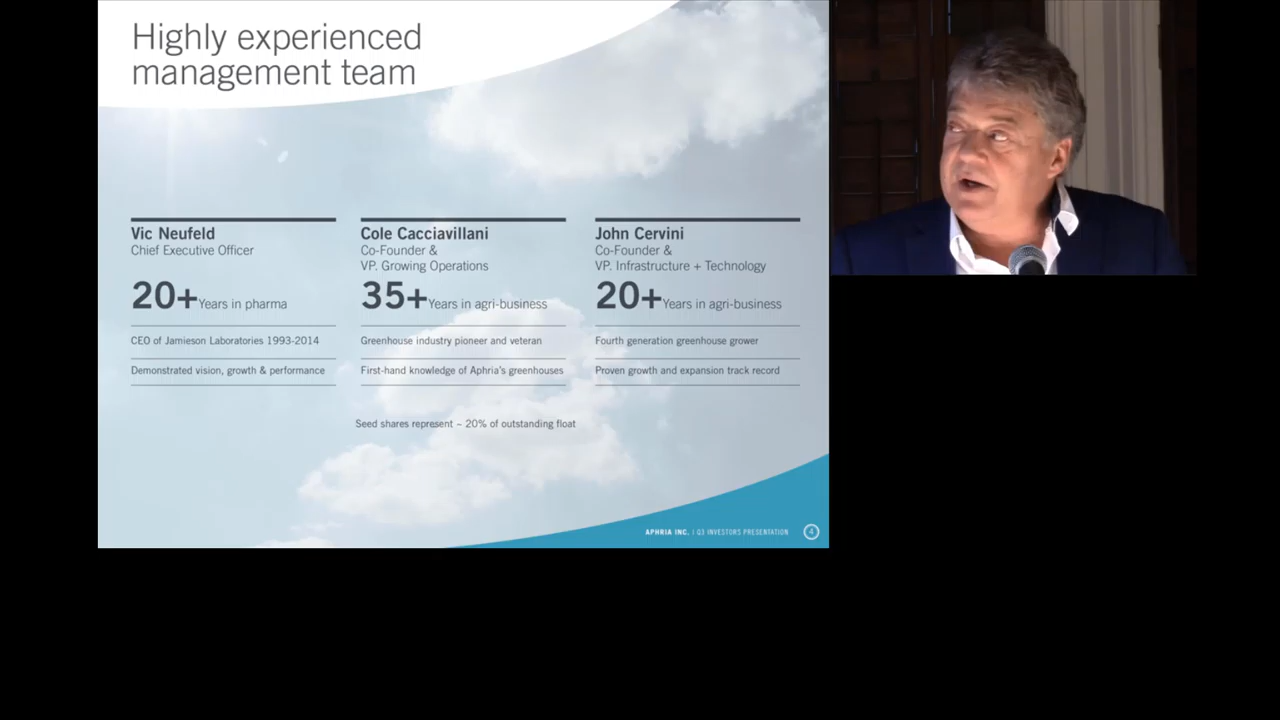 Highly experienced
management team
Vic Neufeld
Chief Executive Officer
20+Years in pharma
CEO of Jamieson Laboratories 1993-2014
Demonstrated vision, growth & performance
Cole Cacciavillani
Co-Founder &
VP. Growing Operations
35+Years in agri-business
Greenhouse industry pioneer and veteran
First-hand knowledge of Aphria's greenhouses
John Cervini
Co-Founder &
VP. Infrastructure + Technology
20+Years in agri-business
Fourth generation greenhouse grower
Proven growth and expansion track record
Seed shares represent ~ 20% of outstanding float
APHRIA INC. | Q3 INVESTORS PRESENTATION 4